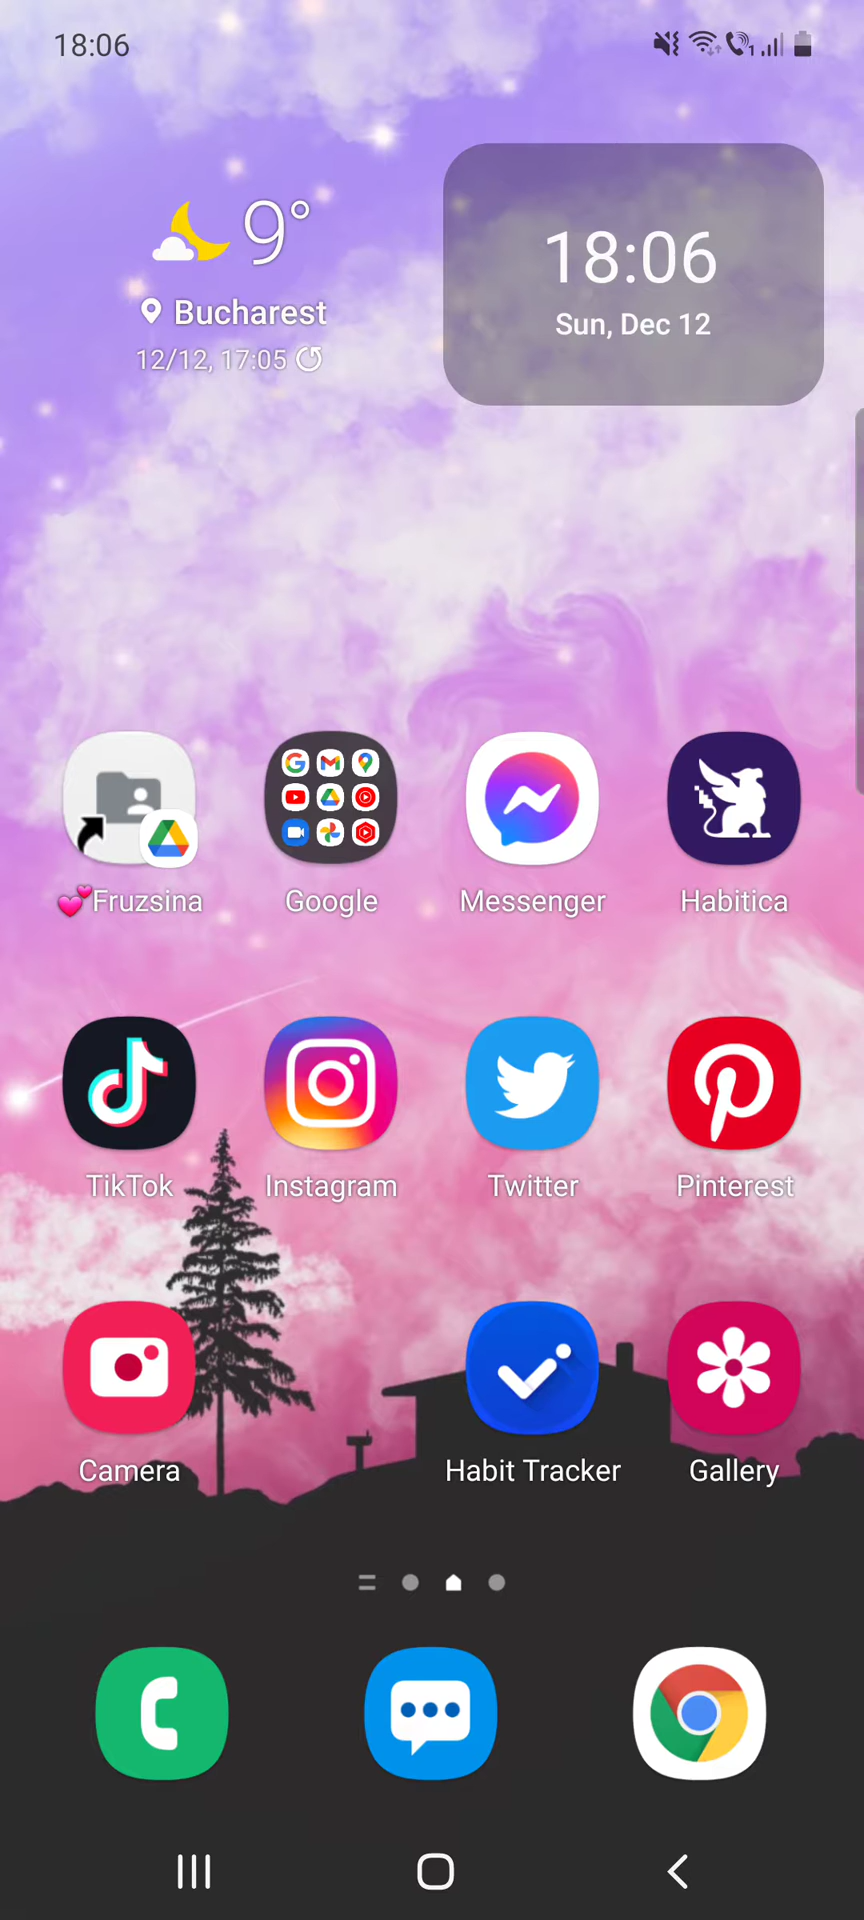 18:06
9°
Bucharest
12/12, 17:05
18:06
Sun, Dec 12
💕Fruzsina
Google
Messenger
Habitica
TikTok
Instagram
Twitter
Pinterest
Camera
Habit Tracker
Gallery